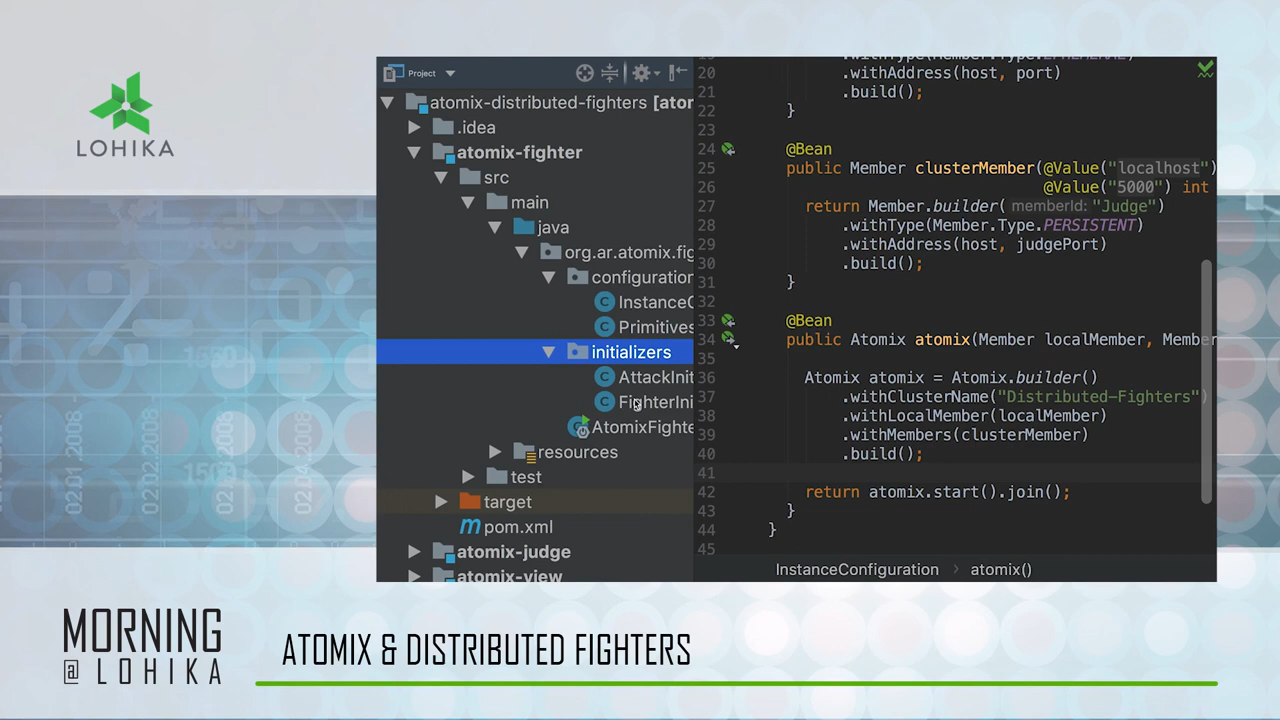 LOHIKA
Project
atomix-distributed-fighters [ator
.idea
atomix-fighter
src
main
java
org.ar.atomix.fig
configuration
InstanceC
Primitives
initializers
AttackInit
FighterIni
AtomixFighte
resources
test
target
pom.xml
atomix-judge
atomix-view
20 .withAddress(host, port)
21 .build();
22 }
23
24 @Bean
25 public Member clusterMember(@Value("localhost")
26 @Value("5000") int
27 return Member.builder( memberId: "Judge")
28 .withType(Member.Type.PERSISTENT)
29 .withAddress(host, judgePort)
30 .build();
31 }
32
33 @Bean
34 public Atomix atomix(Member localMember, Member
35
36 Atomix atomix = Atomix.builder()
37 .withClusterName("Distributed-Fighters")
38 .withLocalMember(localMember)
39 .withMembers(clusterMember)
40 .build();
41
42 return atomix.start().join();
43 }
44 }
45
InstanceConfiguration > atomix()
MORNING
@ LOHIKA
ATOMIX & DISTRIBUTED FIGHTERS
02.01.2008
02.02.2008